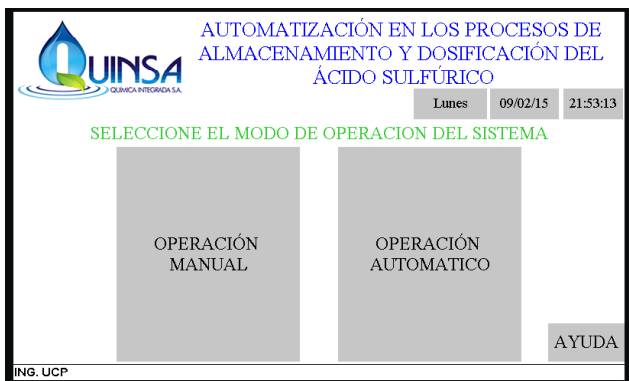 AUTOMATIZACIÓN EN LOS PROCESOS DE
ALMACENAMIENTO Y DOSIFICACIÓN DEL
ÁCIDO SULFÚRICO
QUINSA
QUIMICA INTEGRADA S.A.
Lunes 09/02/15 21:53:13
SELECCIONE EL MODO DE OPERACION DEL SISTEMA
OPERACIÓN
MANUAL
OPERACIÓN
AUTOMATICO
AYUDA
ING. UCP